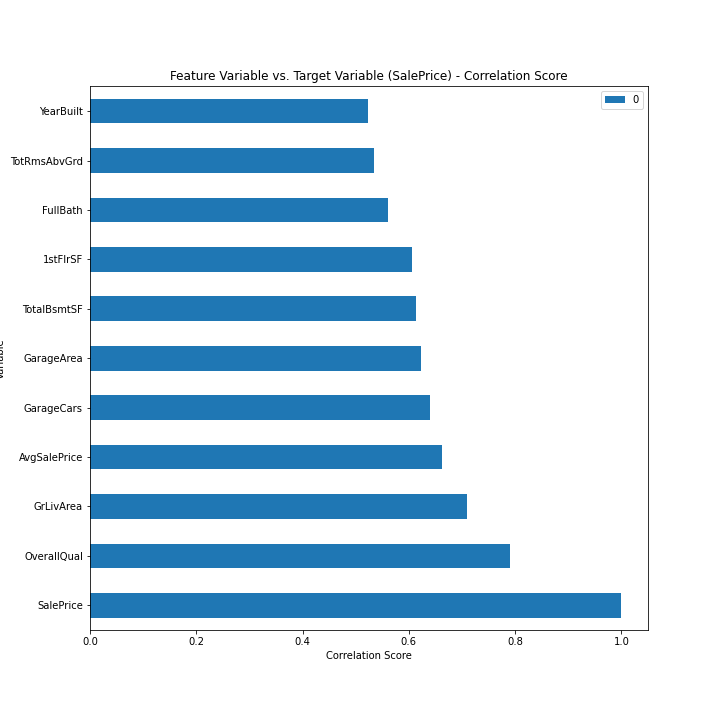 Feature Variable vs. Target Variable (SalePrice) - Correlation Score
0
YearBuilt
TotRmsAbvGrd
FullBath
1stFlrSF
TotalBsmtSF
GarageArea
GarageCars
AvgSalePrice
GrLivArea
OverallQual
SalePrice
0.0 0.2 0.4 0.6 0.8 1.0
Correlation Score